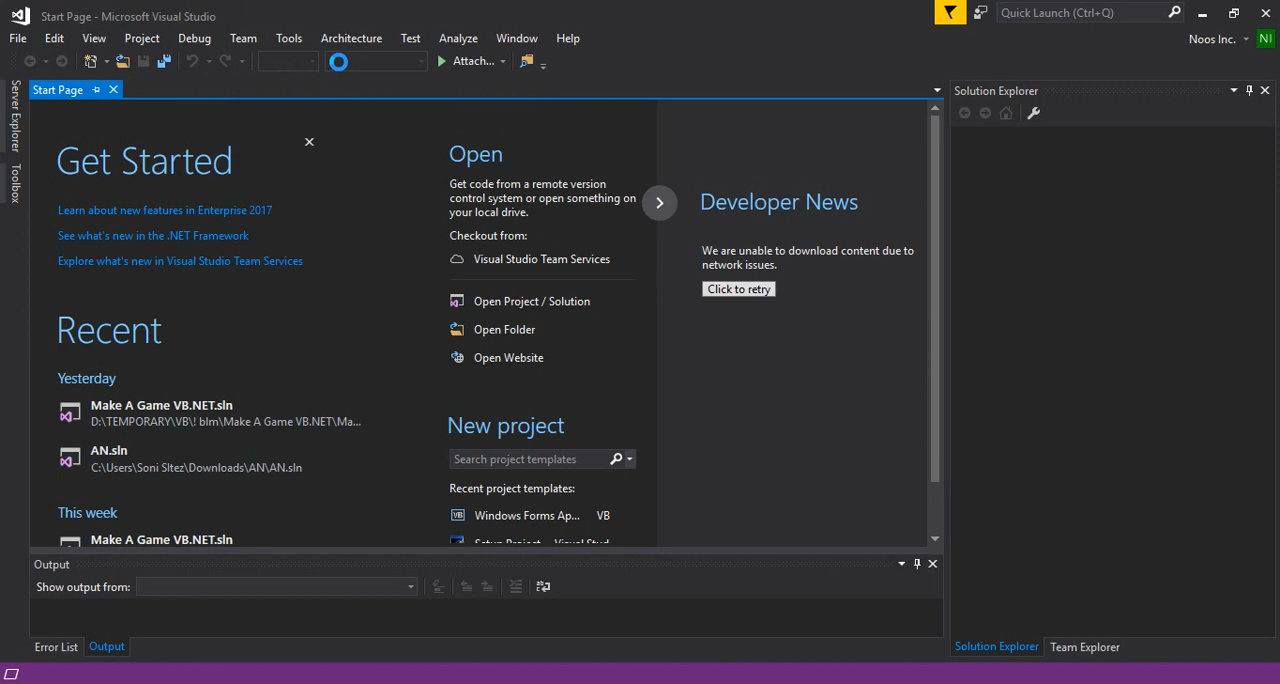 Start Page - Microsoft Visual Studio
Quick Launch (Ctrl+Q)
File Edit View Project Debug Team Tools Architecture Test Analyze Window Help
Noos Inc. NI
Attach...
Server Explorer
Toolbox
Start Page
Get Started
Learn about new features in Enterprise 2017
See what's new in the .NET Framework
Explore what's new in Visual Studio Team Services
Recent
Yesterday
Make A Game VB.NET.sln
D:\TEMPORARY\VB\! blm\Make A Game VB.NET\Ma...
AN.sln
C:\Users\Soni Sltez\Downloads\AN\AN.sln
This week
Make A Game VB.NET.sln
Open
Get code from a remote version
control system or open something on
your local drive.
Checkout from:
Visual Studio Team Services
Open Project / Solution
Open Folder
Open Website
New project
Search project templates
Recent project templates:
VB Windows Forms Ap... VB
Setup Project Visual Stud
Developer News
We are unable to download content due to
network issues.
Click to retry
Solution Explorer
Output
Show output from:
Error List Output
Solution Explorer Team Explorer